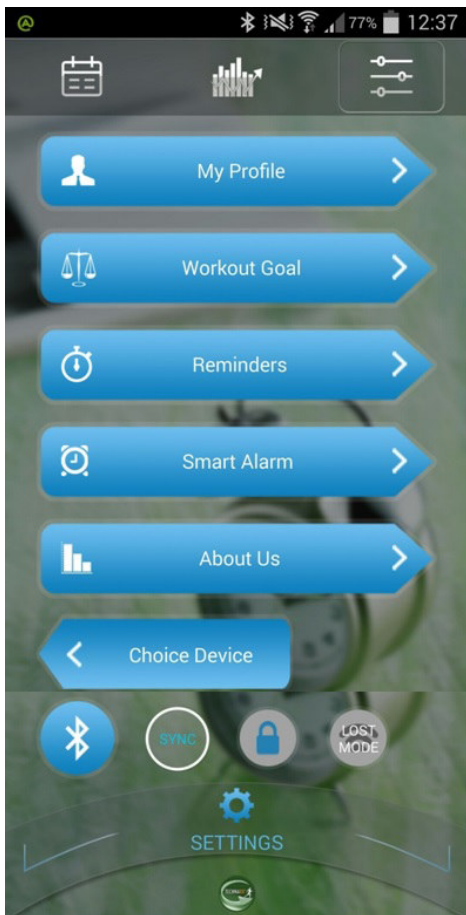 77% 12:37
My Profile
Workout Goal
Reminders
Smart Alarm
About Us
Choice Device
SYNC
LOST
MODE
SETTINGS